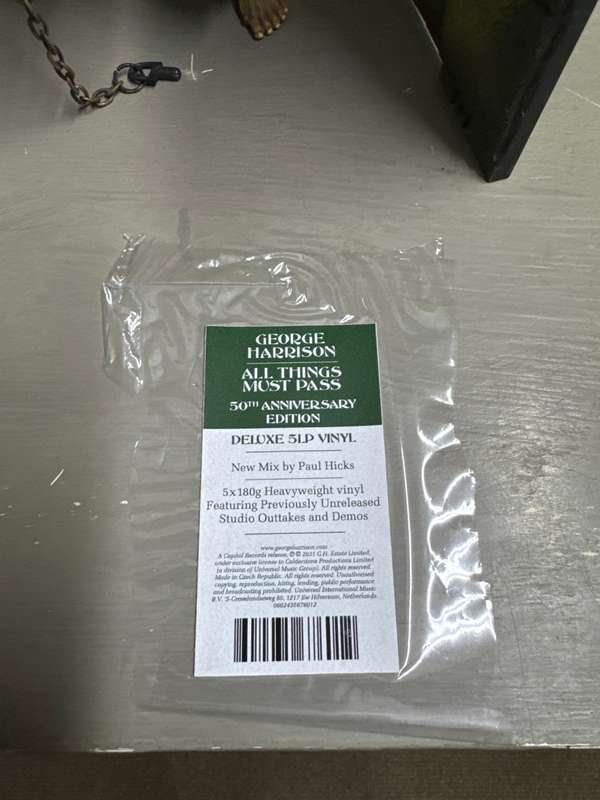 GEORGE
HARRISON
ALL THINGS
MUST PASS
50TH ANNIVERSARY
EDITION
DELUXE 5LP VINYL
New Mix by Paul Hicks
5x180g Heavyweight vinyl
Featuring Previously Unreleased
Studio Outtakes and Demos
www.georgeharrison.com
A Capitol Records release, ℗ © 2021 G.H. Estate Limited,
under exclusive license to Calderstone Productions Limited
(a division of Universal Music Group). All rights reserved.
Made in Czech Republic. All rights reserved. Unauthorised
copying, reproduction, hiring, lending, public performance
and broadcasting prohibited. Universal International Music
B.V. 'S-Gravelandseweg 80, 1217 Ew Hilversum, Netherlands.